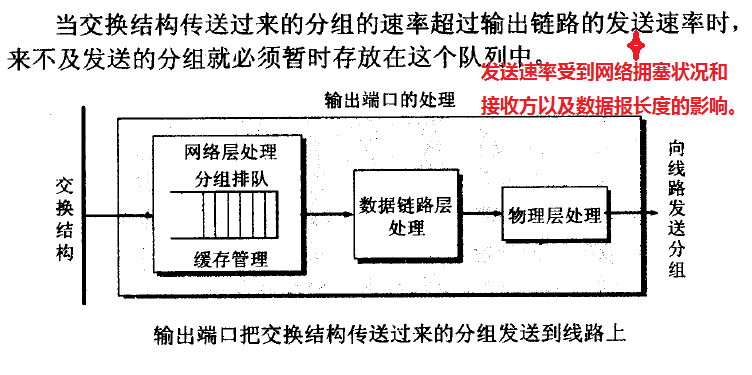 当交换结构传送过来的分组的速率超过输出链路的发送速率时,
来不及发送的分组就必须暂时存放在这个队列中。
发送速率受到网络拥塞状况和
接收方以及数据报长度的影响。
输出端口的处理
交换结构
网络层处理
分组排队
缓存管理
数据链路层
处理
物理层处理
向线路发送分组
输出端口把交换结构传送过来的分组发送到线路上